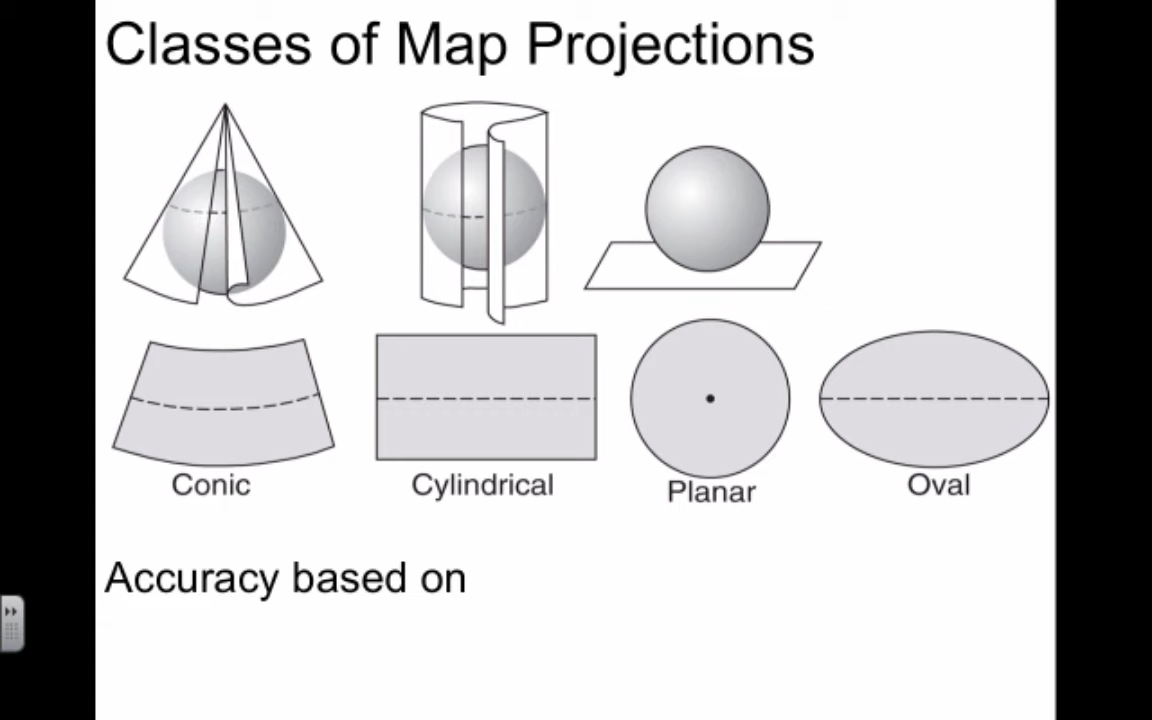 Classes of Map Projections
Conic
Cylindrical
Planar
Oval
Accuracy based on